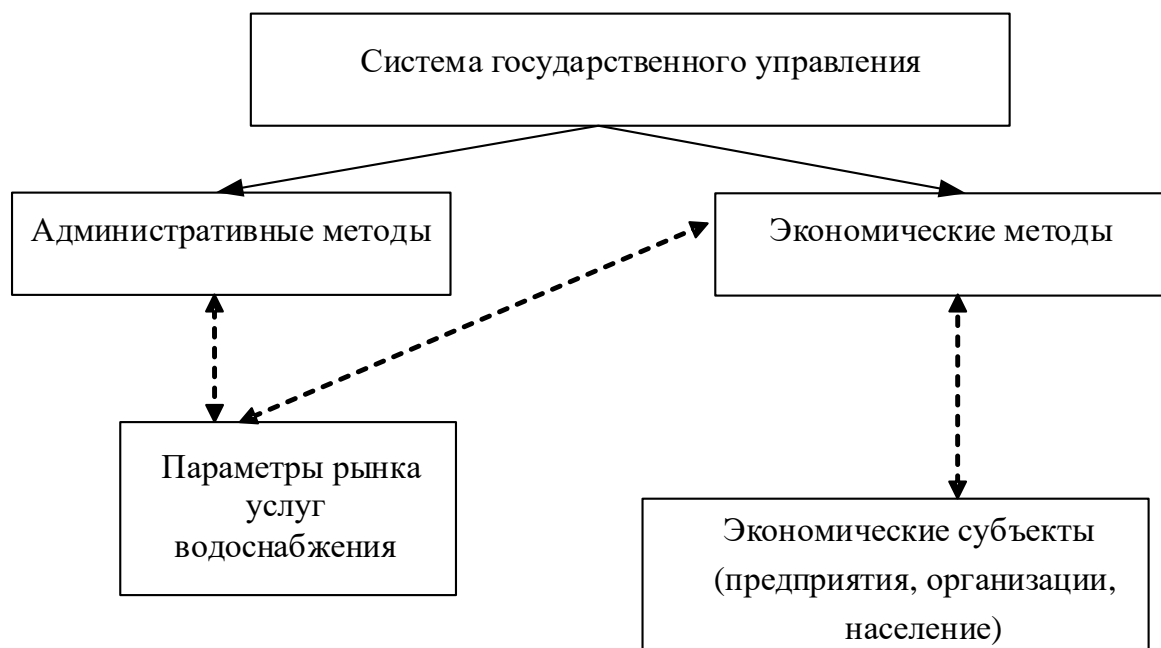 Система государственного управления
Административные методы
Экономические методы
Параметры рынка
услуг
водоснабжения
Экономические субъекты
(предприятия, организации,
население)